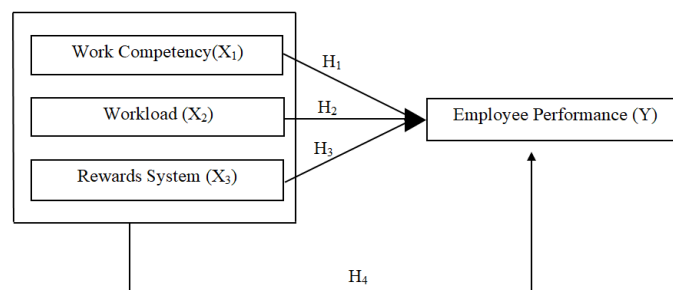 Work Competency(X₁)
H₁
Workload (X₂)
H₂
Employee Performance (Y)
H₃
Rewards System (X₃)
H₄